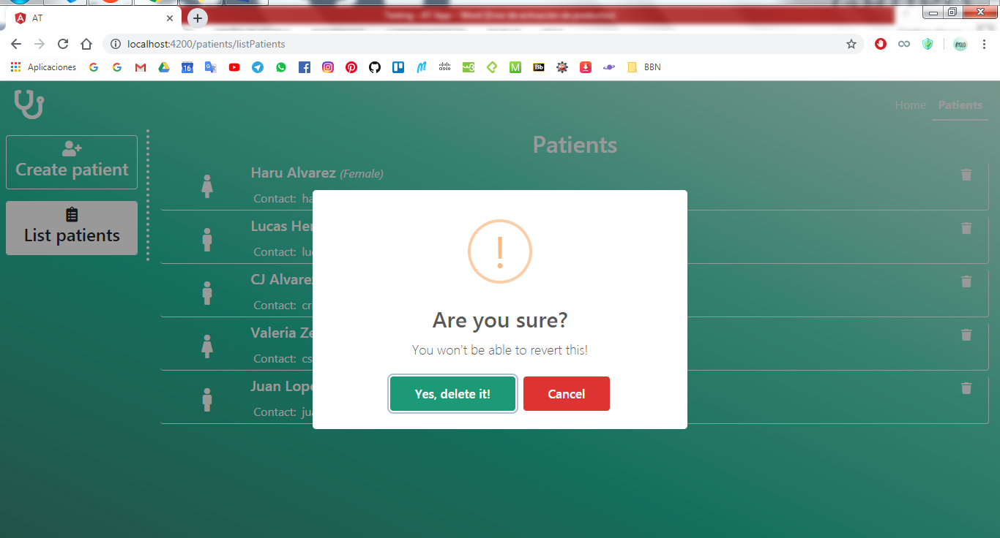 Testing - AT App - Word (Error de activación de productos)
AT
localhost:4200/patients/listPatients
#YOLO
Aplicaciones
16
cisco
w3
M
Bb
BBN
Home Patients
Create patient
List patients
Patients
Haru Alvarez (Female)
Contact: ha
Lucas Her
Contact: lu
CJ Alvarez
Contact: cr
Valeria Ze
Contact: cs
Juan Lope
Contact: jua
!
Are you sure?
You won't be able to revert this!
Yes, delete it!
Cancel